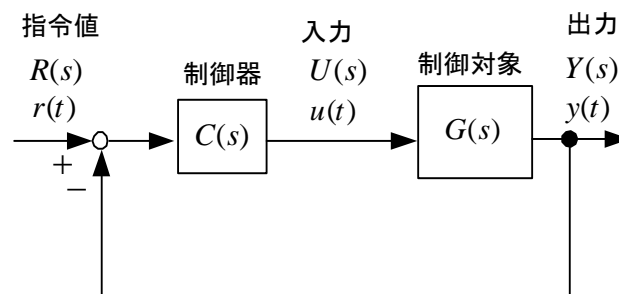 指令値
R(s)
r(t)
+
−
制御器
C(s)
入力
U(s)
u(t)
制御対象
G(s)
出力
Y(s)
y(t)